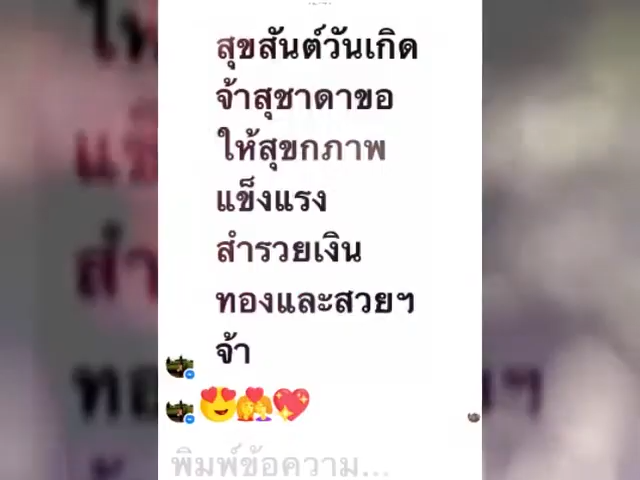 สุขสันต์วันเกิด
จ้าสุชาดาขอ
ให้สุขกภาพ
แข็งแรง
สำรวยเงิน
ทองและสวยฯ
จ้า
พิมพ์ข้อความ...